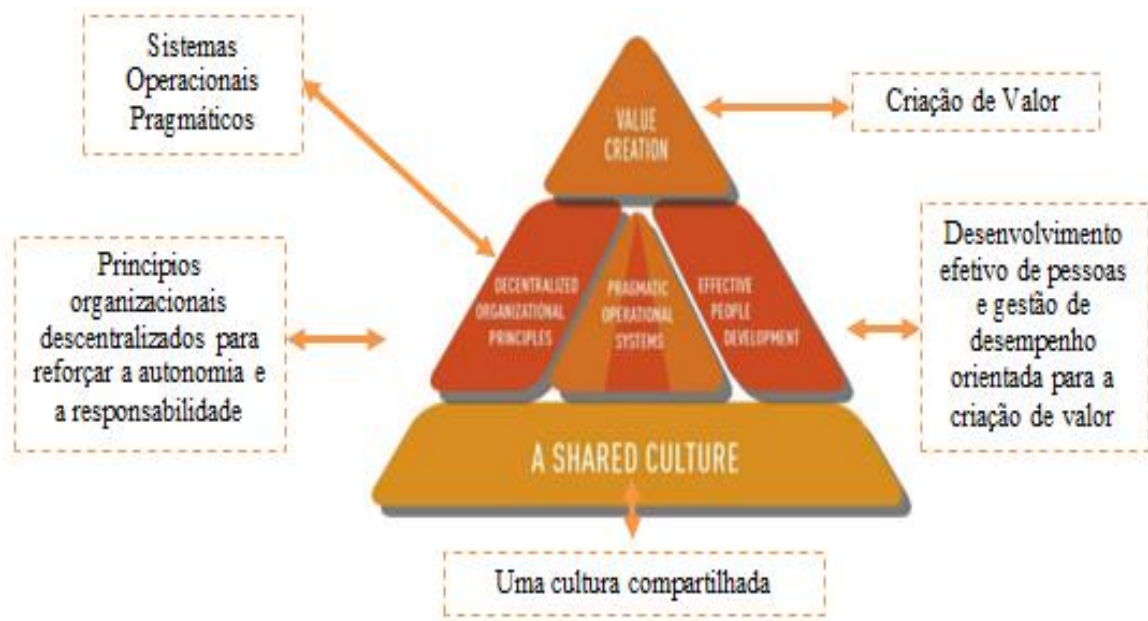 Sistemas
Operacionais
Pragmáticos
Criação de Valor
VALUE
CREATION
Princípios
organizacionais
descentralizados para
reforçar a autonomia e
a responsabilidade
DECENTRALIZED
ORGANIZATIONAL
PRINCIPLES
PRAGMATIC
OPERATIONAL
SYSTEMS
EFFECTIVE
PEOPLE
DEVELOPMENT
Desenvolvimento
efetivo de pessoas
e gestão de
desempenho
orientada para a
criação de valor
A SHARED CULTURE
Uma cultura compartilhada